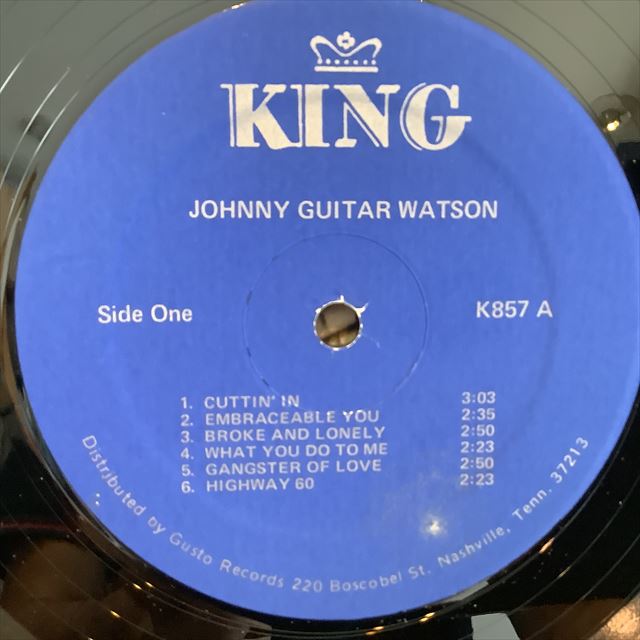 KING
JOHNNY GUITAR WATSON
Side One
K857 A
1. CUTTIN' IN 3:03
2. EMBRACEABLE YOU 2:35
3. BROKE AND LONELY 2:50
4. WHAT YOU DO TO ME 2:23
5. GANGSTER OF LOVE 2:50
6. HIGHWAY 60 2:23
Distributed by Gusto Records 220 Boscobel St. Nashville, Tenn. 37213